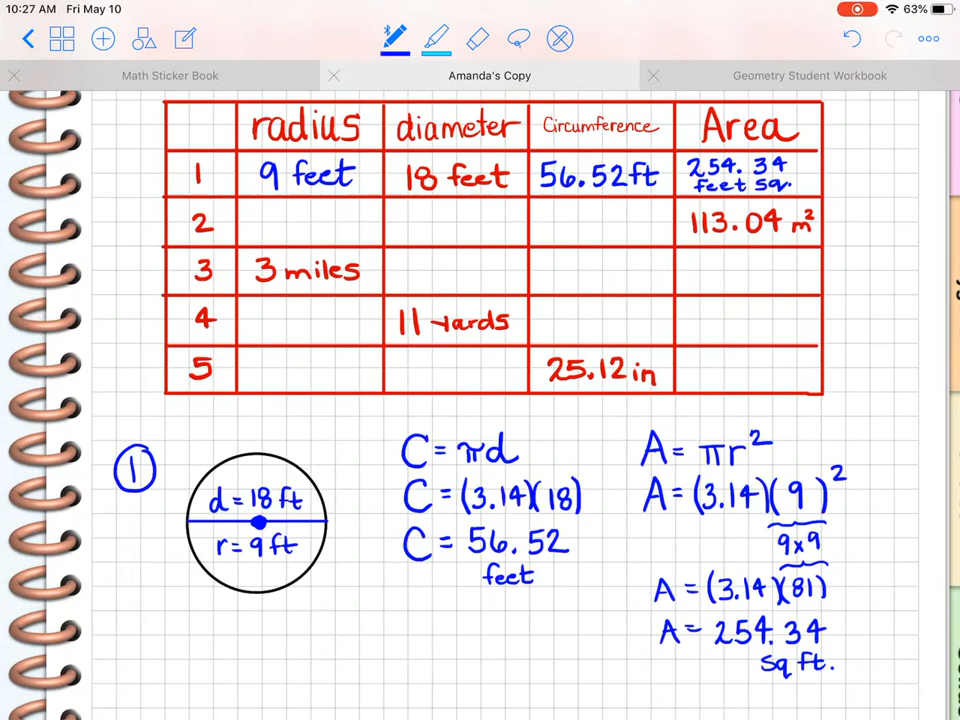 10:27 AM Fri May 10 63%
Math Sticker Book Amanda's Copy Geometry Student Workbook
radius diameter Circumference Area
1 9 feet 18 feet 56.52ft 254.34
feet sq.
2 113.04 m²
3 3 miles
4 11 yards
5 25.12 in
1
d = 18 ft
r = 9 ft
C = πd
C = (3.14)(18)
C = 56.52
feet
A = πr²
A = (3.14)(9)²
9x9
A = (3.14)(81)
A = 254.34
sq ft.